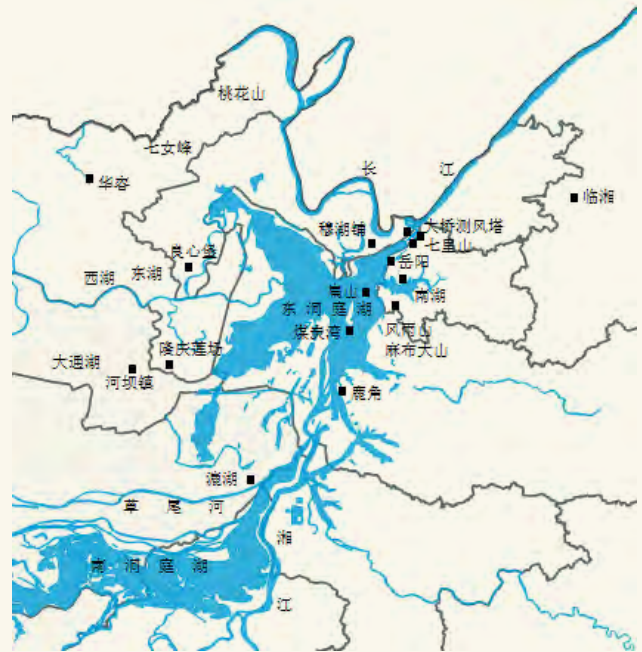 桃花山
七女峰
华容
长江
临湘
穆湖铺
大桥测风塔
七里山
良心堡
岳阳
东湖
西湖
南湖
东洞庭湖
煤炭湾
风雨山
麻布大山
隆庆莲场
大通湖
河坝镇
鹿角
漉湖
草尾河
湘江
南洞庭湖